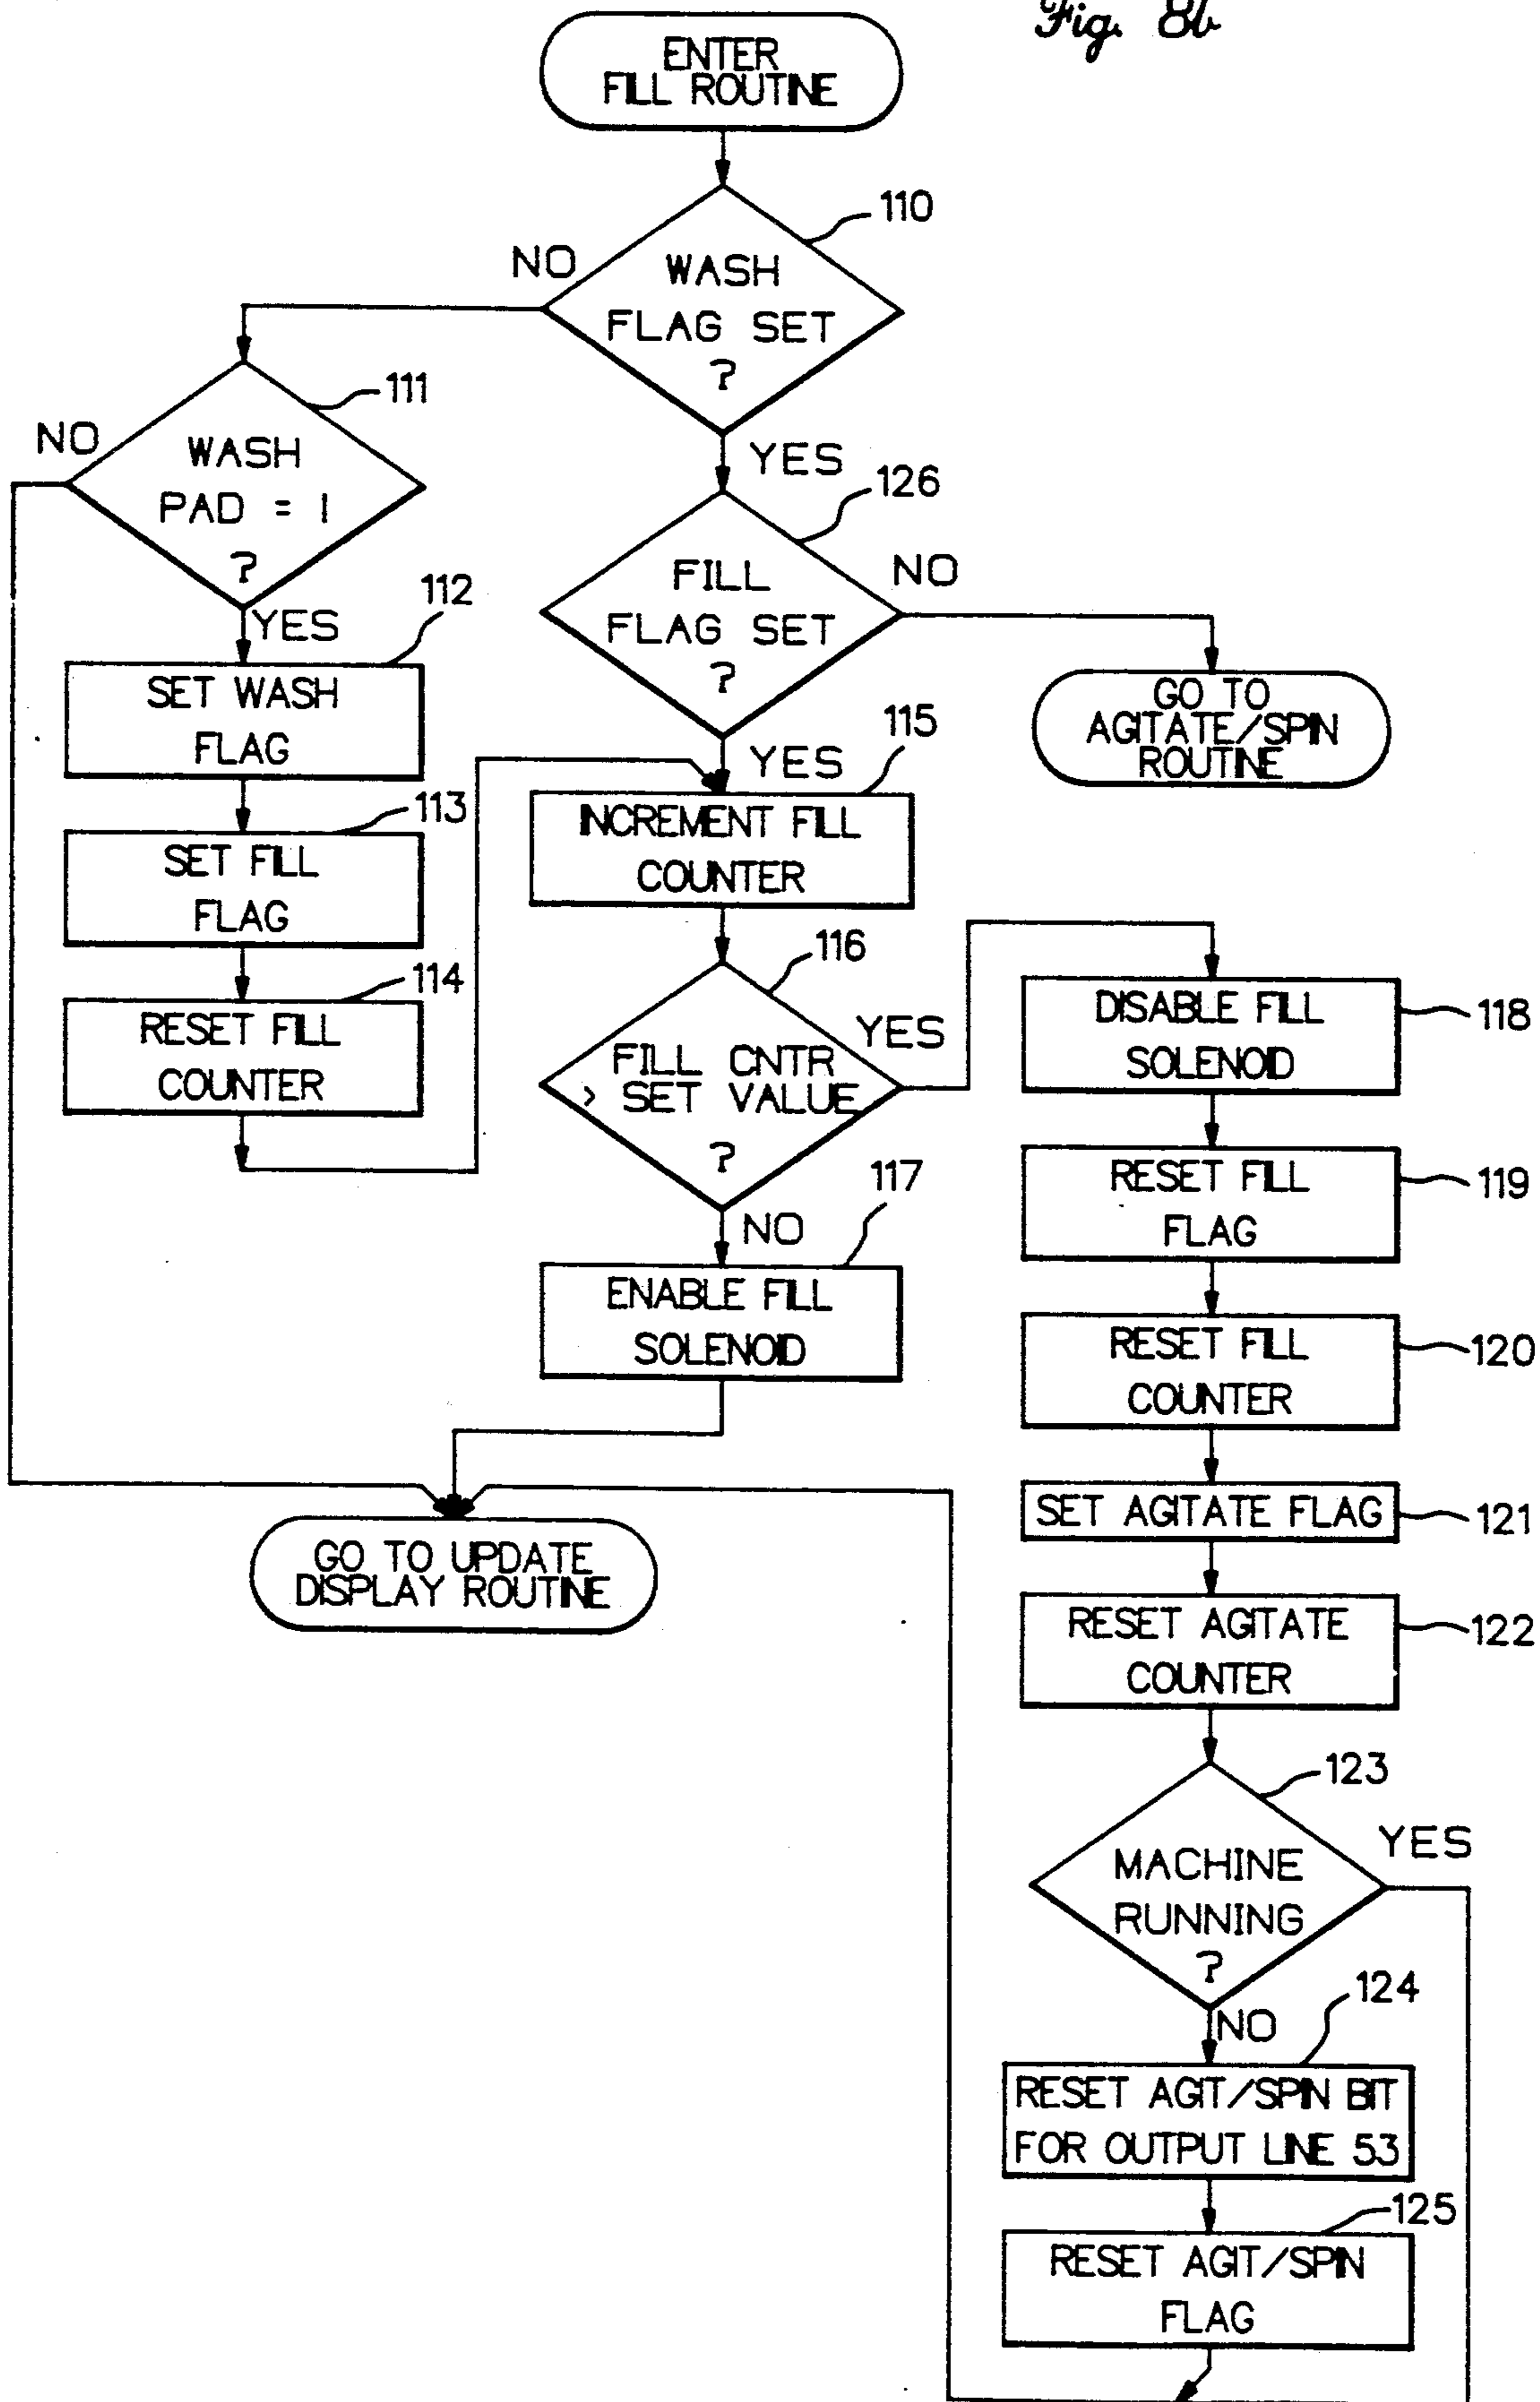 Fig. 8b
ENTER
FILL ROUTINE
110
NO
WASH
FLAG SET
?
111
NO
WASH
PAD = 1
?
YES
126
FILL
FLAG SET
?
NO
YES
112
SET WASH
FLAG
GO TO
AGITATE/SPIN
ROUTINE
YES
115
INCREMENT FILL
COUNTER
113
SET FILL
FLAG
114
RESET FILL
COUNTER
116
FILL CNTR
> SET VALUE
?
YES
DISABLE FILL
SOLENOID
118
RESET FILL
FLAG
119
NO
117
ENABLE FILL
SOLENOID
RESET FILL
COUNTER
120
SET AGITATE FLAG
121
GO TO UPDATE
DISPLAY ROUTINE
RESET AGITATE
COUNTER
122
123
MACHINE
RUNNING
?
YES
NO
124
RESET AGIT/SPIN BIT
FOR OUTPUT LINE 53
125
RESET AGIT/SPIN
FLAG